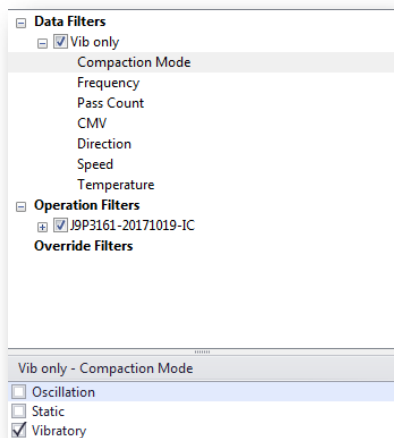 Data Filters
Vib only
Compaction Mode
Frequency
Pass Count
CMV
Direction
Speed
Temperature
Operation Filters
J9P3161-20171019-IC
Override Filters
Vib only - Compaction Mode
Oscillation
Static
Vibratory